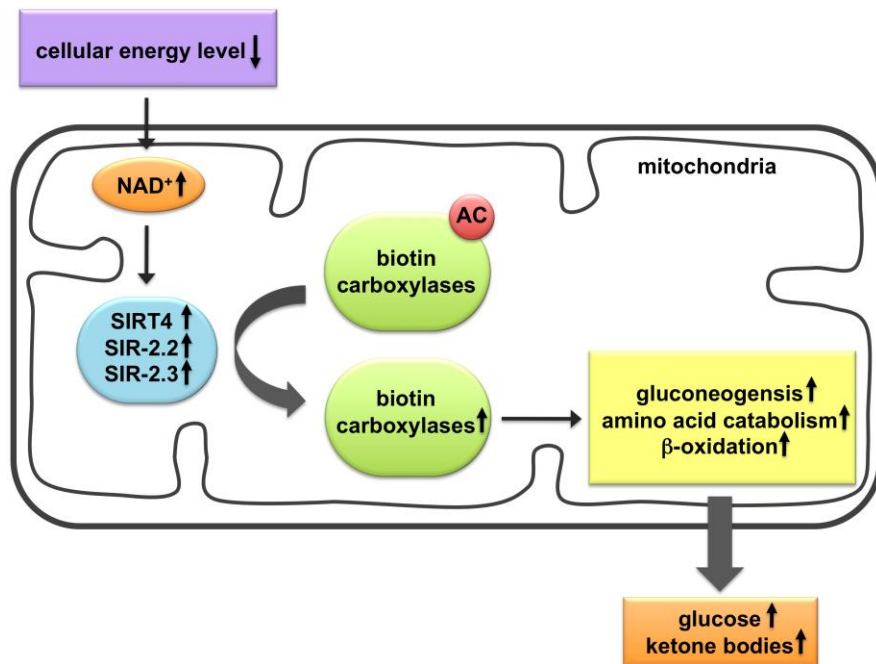 cellular energy level↓
NAD⁺↑
mitochondria
AC
biotin
carboxylases
SIRT4 ↑
SIR-2.2↑
SIR-2.3↑
biotin
carboxylases↑
gluconeogensis↑
amino acid catabolism↑
β-oxidation↑
glucose ↑
ketone bodies↑